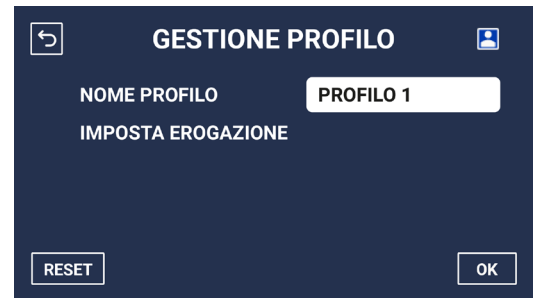 GESTIONE PROFILO
NOME PROFILO PROFILO 1
IMPOSTA EROGAZIONE
RESET OK